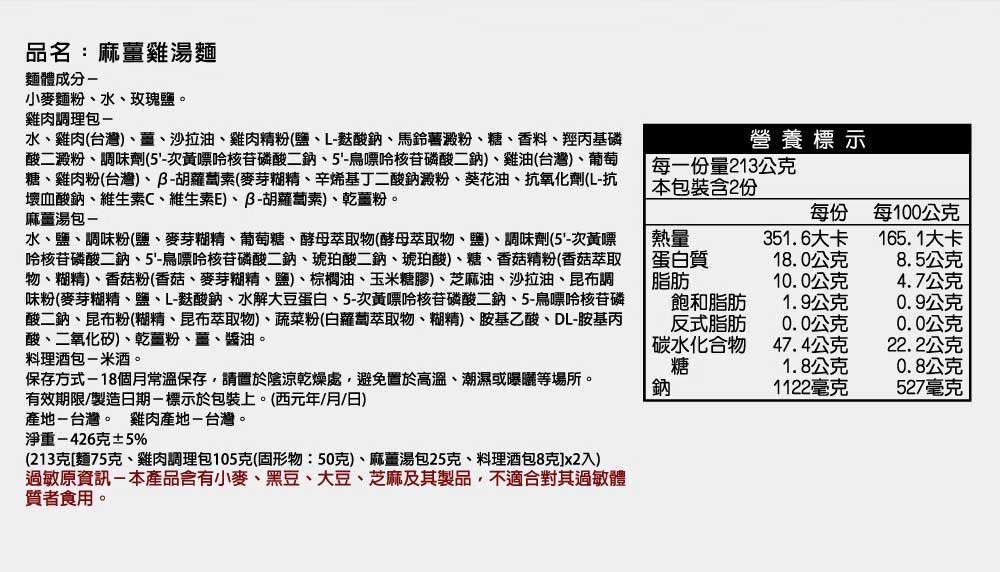 品名：麻薑雞湯麵
麵體成分－
小麥麵粉、水、玫瑰鹽。
雞肉調理包－
水、雞肉(台灣)、薑、沙拉油、雞肉精粉(鹽、L-麩酸鈉、馬鈴薯澱粉、糖、香料、羥丙基磷
酸二澱粉、調味劑(5'-次黃嘌呤核苷磷酸二鈉、5'-鳥嘌呤核苷磷酸二鈉)、雞油(台灣)、葡萄
糖、雞肉粉(台灣)、β-胡蘿蔔素(麥芽糊精、辛烯基丁二酸鈉澱粉、葵花油、抗氧化劑(L-抗
壞血酸鈉、維生素C、維生素E)、β-胡蘿蔔素)、乾薑粉。
麻薑湯包－
水、鹽、調味粉(鹽、麥芽糊精、葡萄糖、酵母萃取物(酵母萃取物、鹽)、調味劑(5'-次黃嘌
呤核苷磷酸二鈉、5'-鳥嘌呤核苷磷酸二鈉、琥珀酸二鈉、琥珀酸)、糖、香菇精粉(香菇萃取
物、糊精)、香菇粉(香菇、麥芽糊精、鹽)、棕櫚油、玉米糖膠)、芝麻油、沙拉油、昆布調
味粉(麥芽糊精、鹽、L-麩酸鈉、水解大豆蛋白、5-次黃嘌呤核苷磷酸二鈉、5-鳥嘌呤核苷磷
酸二鈉、昆布粉(糊精、昆布萃取物)、蔬菜粉(白蘿蔔萃取物、糊精)、胺基乙酸、DL-胺基丙
酸、二氧化矽)、乾薑粉、薑、醬油。
料理酒包－米酒。
保存方式－18個月常溫保存，請置於陰涼乾燥處，避免置於高溫、潮濕或曝曬等場所。
有效期限/製造日期－標示於包裝上。(西元年/月/日)
產地－台灣。 雞肉產地－台灣。
淨重－426克±5%
(213克[麵75克、雞肉調理包105克(固形物：50克)、麻薑湯包25克、料理酒包8克]x2入)
過敏原資訊－本產品含有小麥、黑豆、大豆、芝麻及其製品，不適合對其過敏體
質者食用。
營養標示
每一份量213公克
本包裝含2份
每份 每100公克
熱量 351.6大卡 165.1大卡
蛋白質 18.0公克 8.5公克
脂肪 10.0公克 4.7公克
飽和脂肪 1.9公克 0.9公克
反式脂肪 0.0公克 0.0公克
碳水化合物 47.4公克 22.2公克
糖 1.8公克 0.8公克
鈉 1122毫克 527毫克